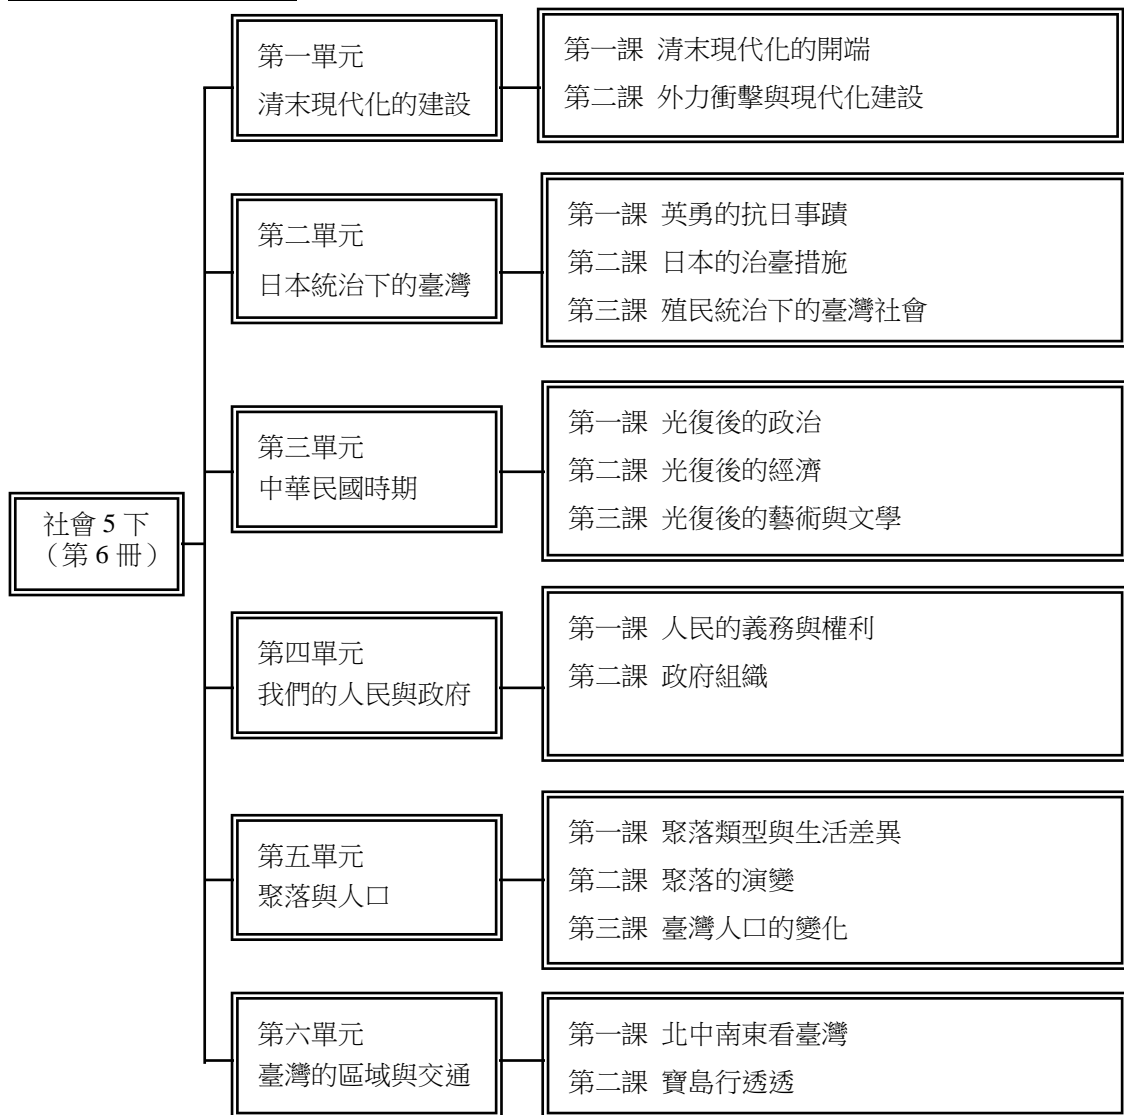 第一單元
清末現代化的建設
第一課 清末現代化的開端
第二課 外力衝擊與現代化建設
第二單元
日本統治下的臺灣
第一課 英勇的抗日事蹟
第二課 日本的治臺措施
第三課 殖民統治下的臺灣社會
第三單元
中華民國時期
第一課 光復後的政治
第二課 光復後的經濟
第三課 光復後的藝術與文學
社會 5 下
（第 6 冊）
第四單元
我們的人民與政府
第一課 人民的義務與權利
第二課 政府組織
第五單元
聚落與人口
第一課 聚落類型與生活差異
第二課 聚落的演變
第三課 臺灣人口的變化
第六單元
臺灣的區域與交通
第一課 北中南東看臺灣
第二課 寶島行透透